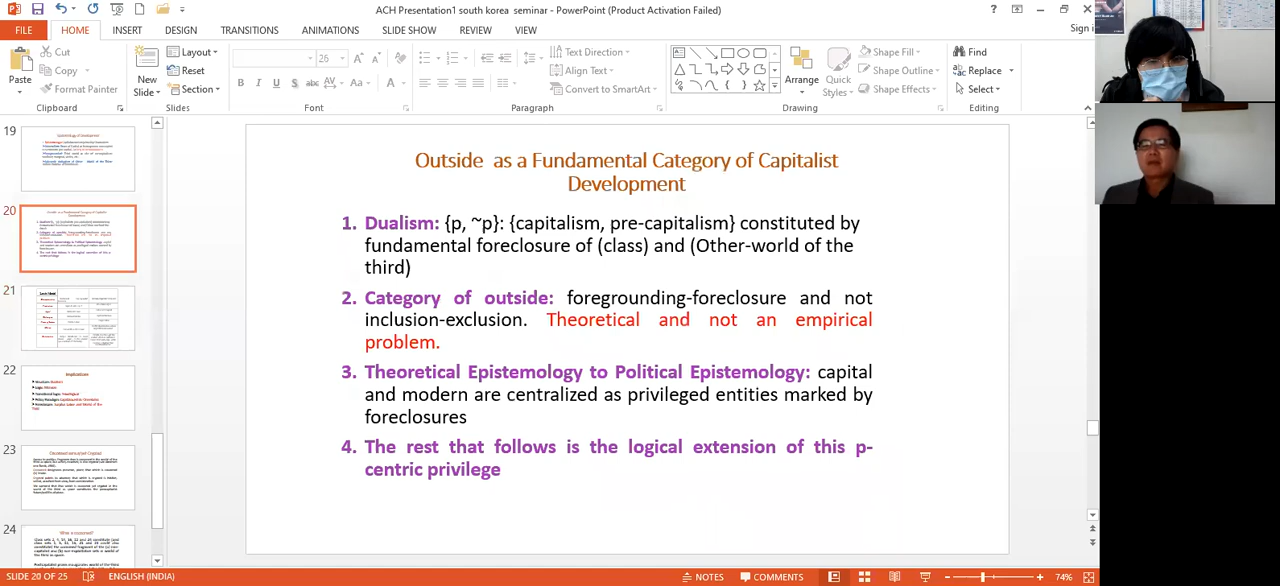 ACH Presentation1 south korea seminar - PowerPoint (Product Activation Failed)
FILE HOME INSERT DESIGN TRANSITIONS ANIMATIONS SLIDE SHOW REVIEW VIEW Sign i
Paste
Cut
Copy
Format Painter
Clipboard
New Slide
Layout
Reset
Section
Slides
26
Font
Text Direction
Align Text
Convert to SmartArt
Paragraph
Arrange
Quick Styles
Shape Fill
Shape Outline
Shape Effects
Drawing
Find
Replace
Select
Editing
19
20
21
22
Implications
23
24
Outside as a Fundamental Category of Capitalist
Development
1. Dualism: {p, ~p}: {capitalism, pre-capitalism} constituted by
fundamental foreclosure of (class) and (Other-world of the
third)
2. Category of outside: foregrounding-foreclosure and not
inclusion-exclusion. Theoretical and not an empirical
problem.
3. Theoretical Epistemology to Political Epistemology: capital
and modern are centralized as privileged entities marked by
foreclosures
4. The rest that follows is the logical extension of this p-
centric privilege
SLIDE 20 OF 25 ENGLISH (INDIA) NOTES COMMENTS 74%